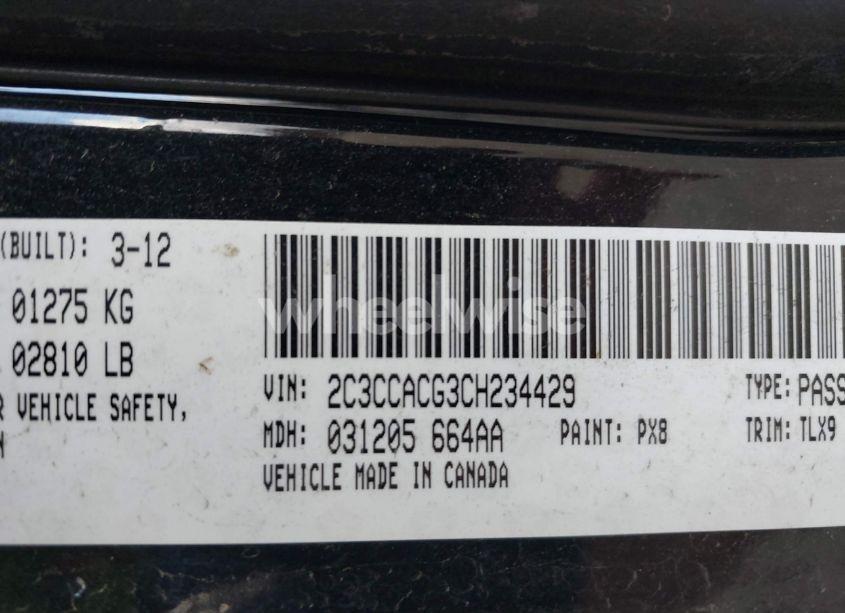 (BUILT): 3-12
01275 KG
02810 LB
VEHICLE SAFETY,
wheelwise
VIN: 2C3CCACG3CH234429 TYPE: PASS
MDH: 031205 664AA PAINT: PX8 TRIM: TLX9
VEHICLE MADE IN CANADA